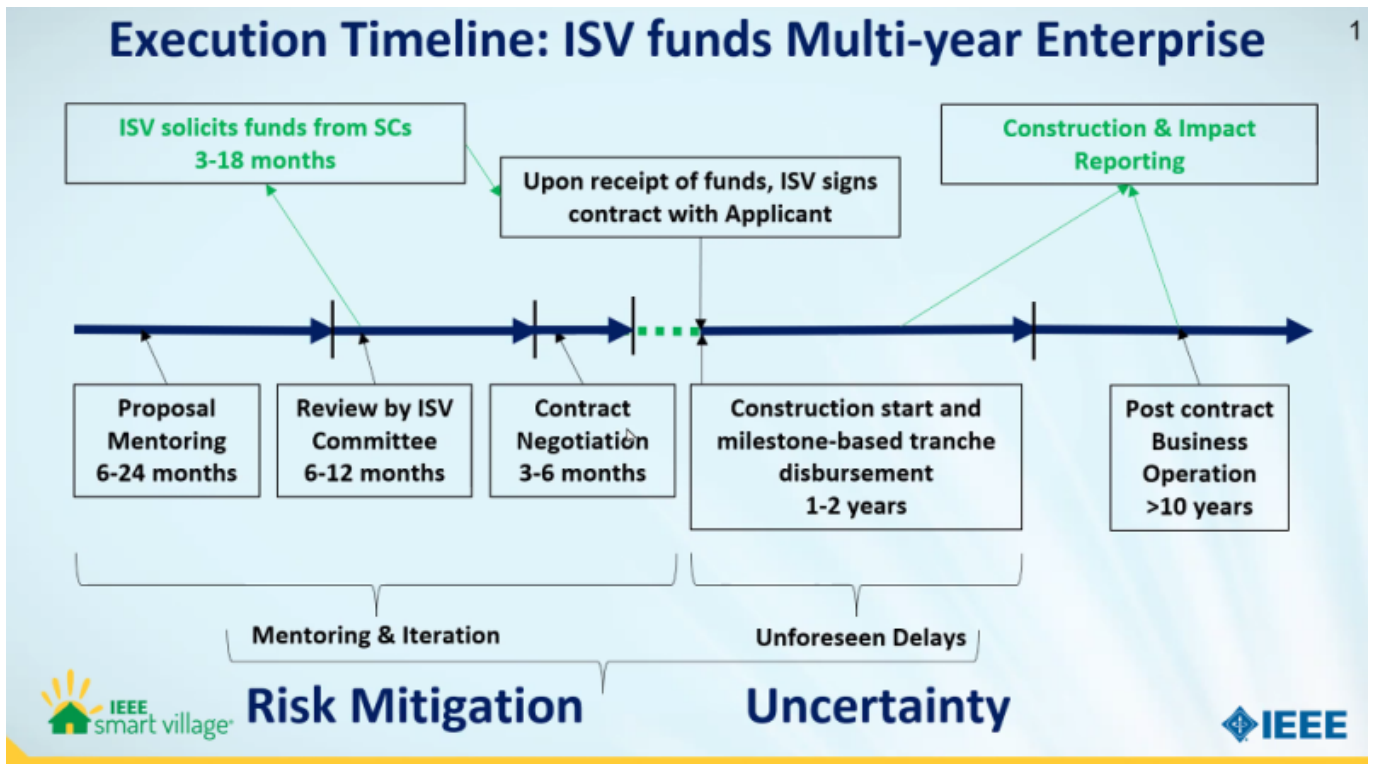 Execution Timeline: ISV funds Multi-year Enterprise
1
ISV solicits funds from SCs
3-18 months
Upon receipt of funds, ISV signs
contract with Applicant
Construction & Impact
Reporting
Proposal
Mentoring
6-24 months
Review by ISV
Committee
6-12 months
Contract
Negotiation
3-6 months
Construction start and
milestone-based tranche
disbursement
1-2 years
Post contract
Business
Operation
>10 years
Mentoring & Iteration
Unforeseen Delays
IEEE
smart village
Risk Mitigation
Uncertainty
IEEE